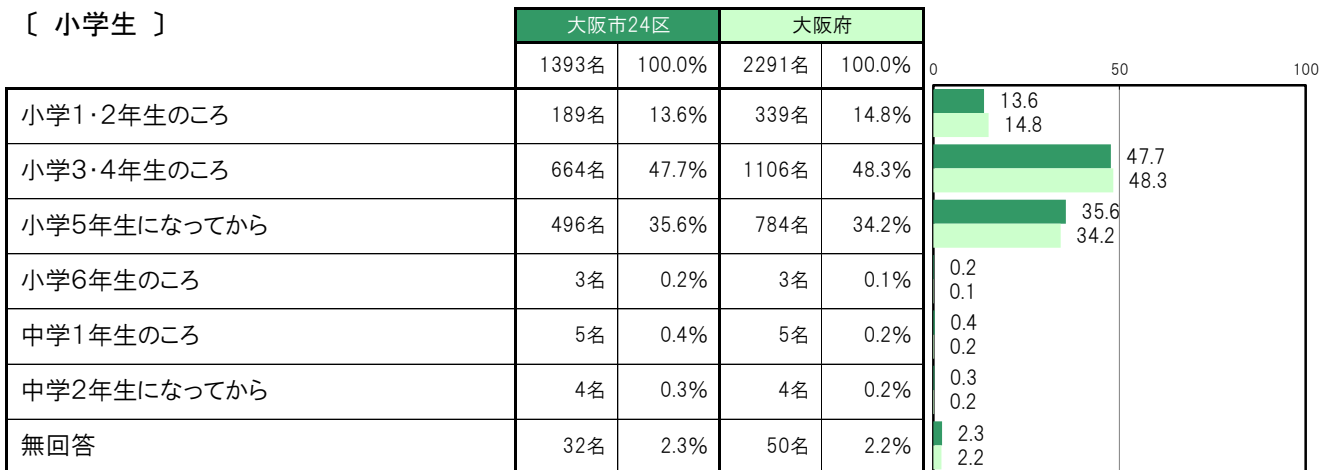 〔 小学生 〕
大阪市24区 大阪府
1393名 100.0% 2291名 100.0%
0 50 100
小学1・2年生のころ 189名 13.6% 339名 14.8%
13.6
14.8
小学3・4年生のころ 664名 47.7% 1106名 48.3%
47.7
48.3
小学5年生になってから 496名 35.6% 784名 34.2%
35.6
34.2
小学6年生のころ 3名 0.2% 3名 0.1%
0.2
0.1
中学1年生のころ 5名 0.4% 5名 0.2%
0.4
0.2
中学2年生になってから 4名 0.3% 4名 0.2%
0.3
0.2
無回答 32名 2.3% 50名 2.2%
2.3
2.2